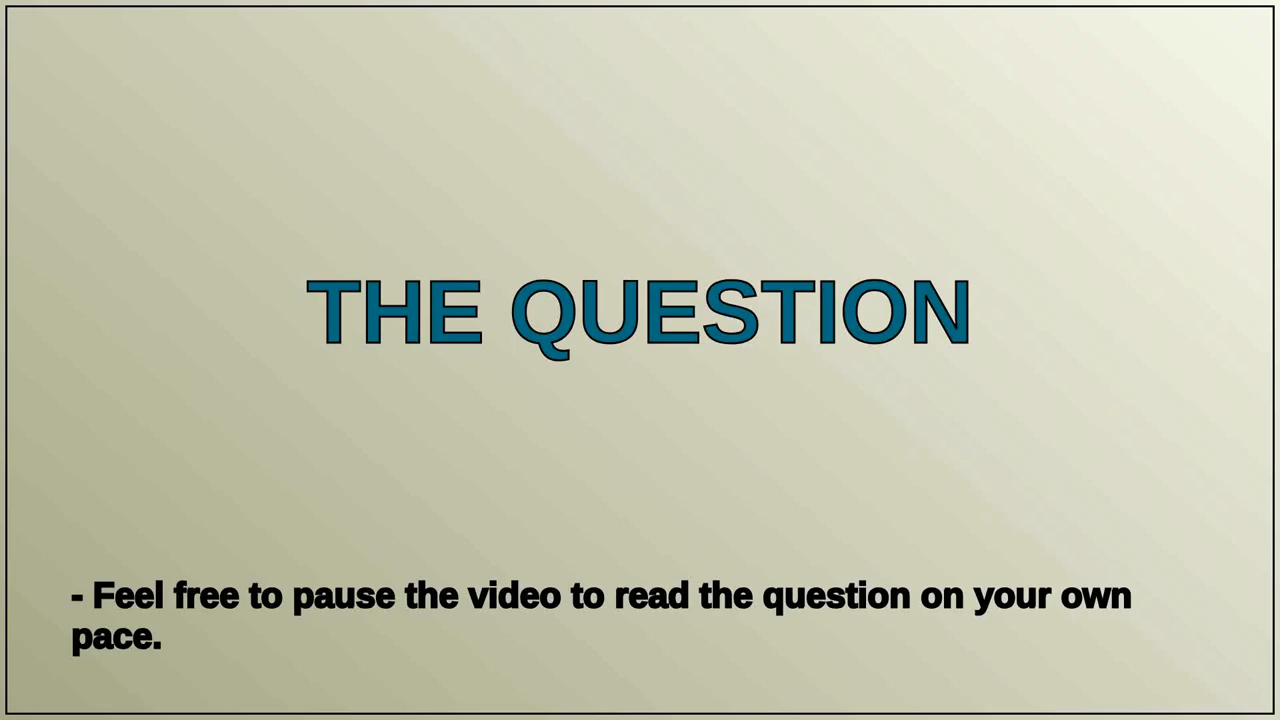 THE QUESTION
- Feel free to pause the video to read the question on your own
pace.